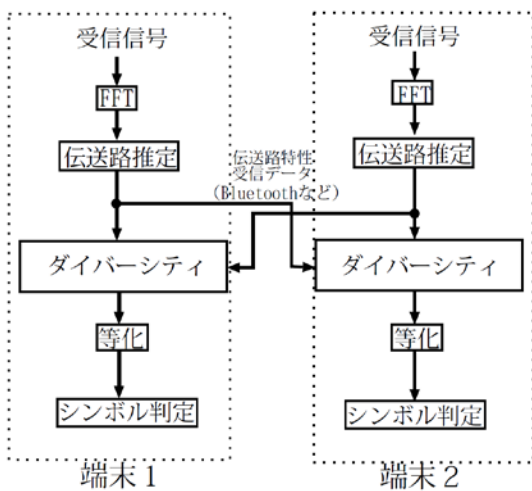 受信信号
FFT
伝送路推定
ダイバーシティ
等化
シンボル判定
端末1
伝送路特性
受信データ
(Bluetoothなど)
受信信号
FFT
伝送路推定
ダイバーシティ
等化
シンボル判定
端末2